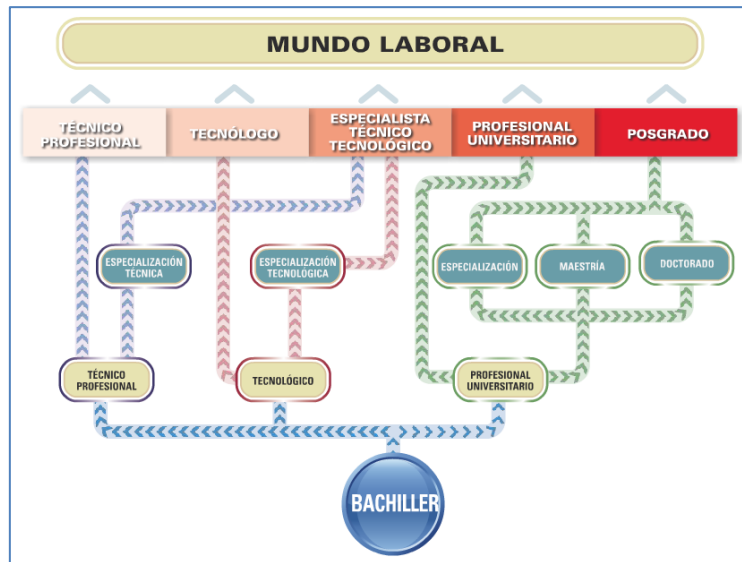 MUNDO LABORAL
TÉCNICO
PROFESIONAL
TECNÓLOGO
ESPECIALISTA
TÉCNICO
TECNOLÓGICO
PROFESIONAL
UNIVERSITARIO
POSGRADO
ESPECIALIZACIÓN
TÉCNICA
ESPECIALIZACIÓN
TECNOLÓGICA
ESPECIALIZACIÓN
MAESTRÍA
DOCTORADO
TÉCNICO
PROFESIONAL
TECNOLÓGICO
PROFESIONAL
UNIVERSITARIO
BACHILLER